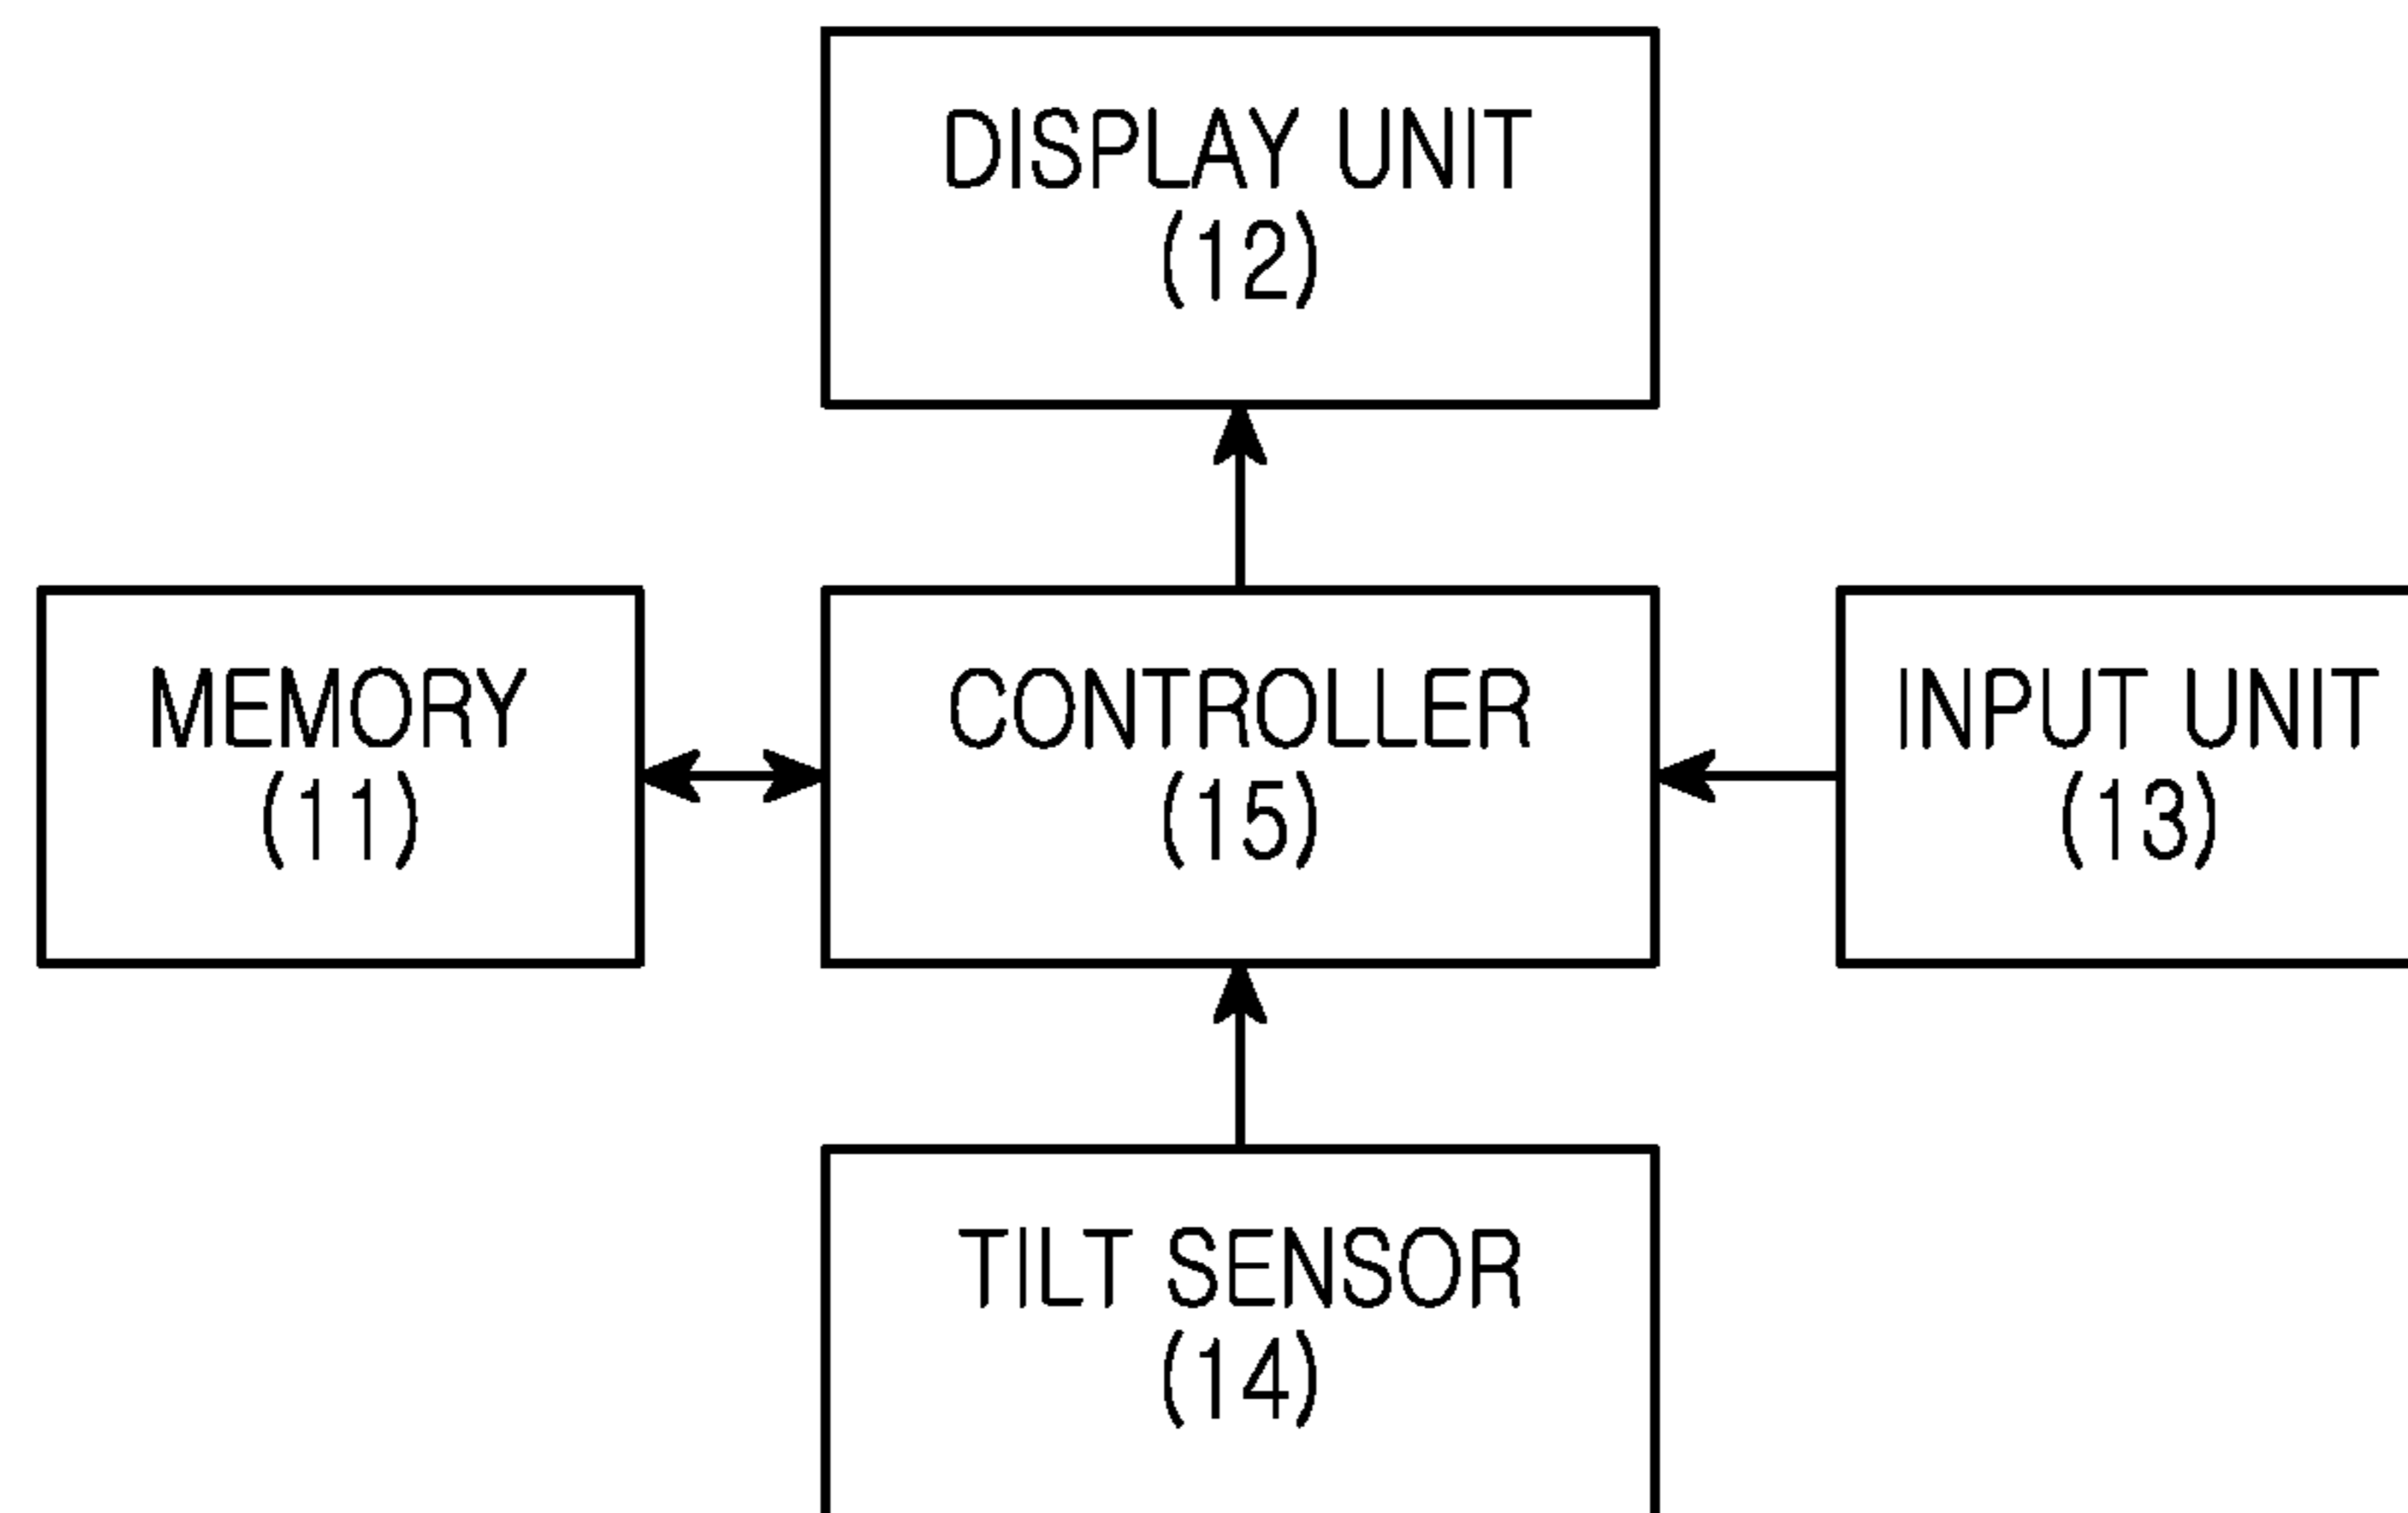 DISPLAY UNIT
(12)
MEMORY
(11)
CONTROLLER
(15)
INPUT UNIT
(13)
TILT SENSOR
(14)